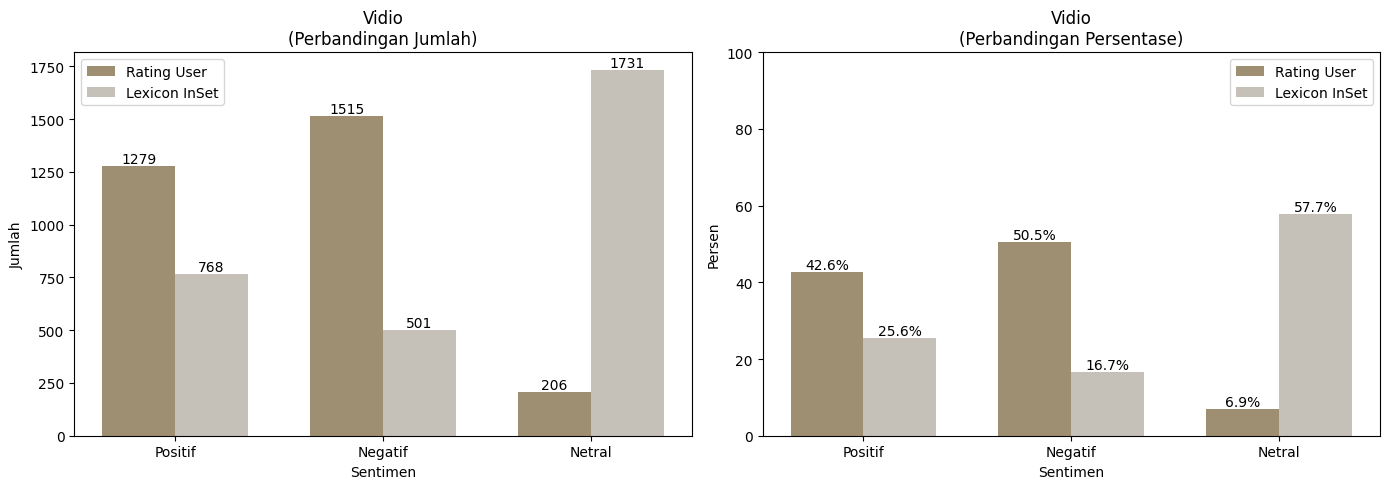 Vidio
(Perbandingan Jumlah)
Rating User
Lexicon InSet
Jumlah
1750
1500
1250
1000
750
500
250
0
1279
768
1515
501
206
1731
Positif
Negatif
Netral
Sentimen
Vidio
(Perbandingan Persentase)
Rating User
Lexicon InSet
Persen
100
80
60
40
20
0
42.6%
25.6%
50.5%
16.7%
6.9%
57.7%
Positif
Negatif
Netral
Sentimen